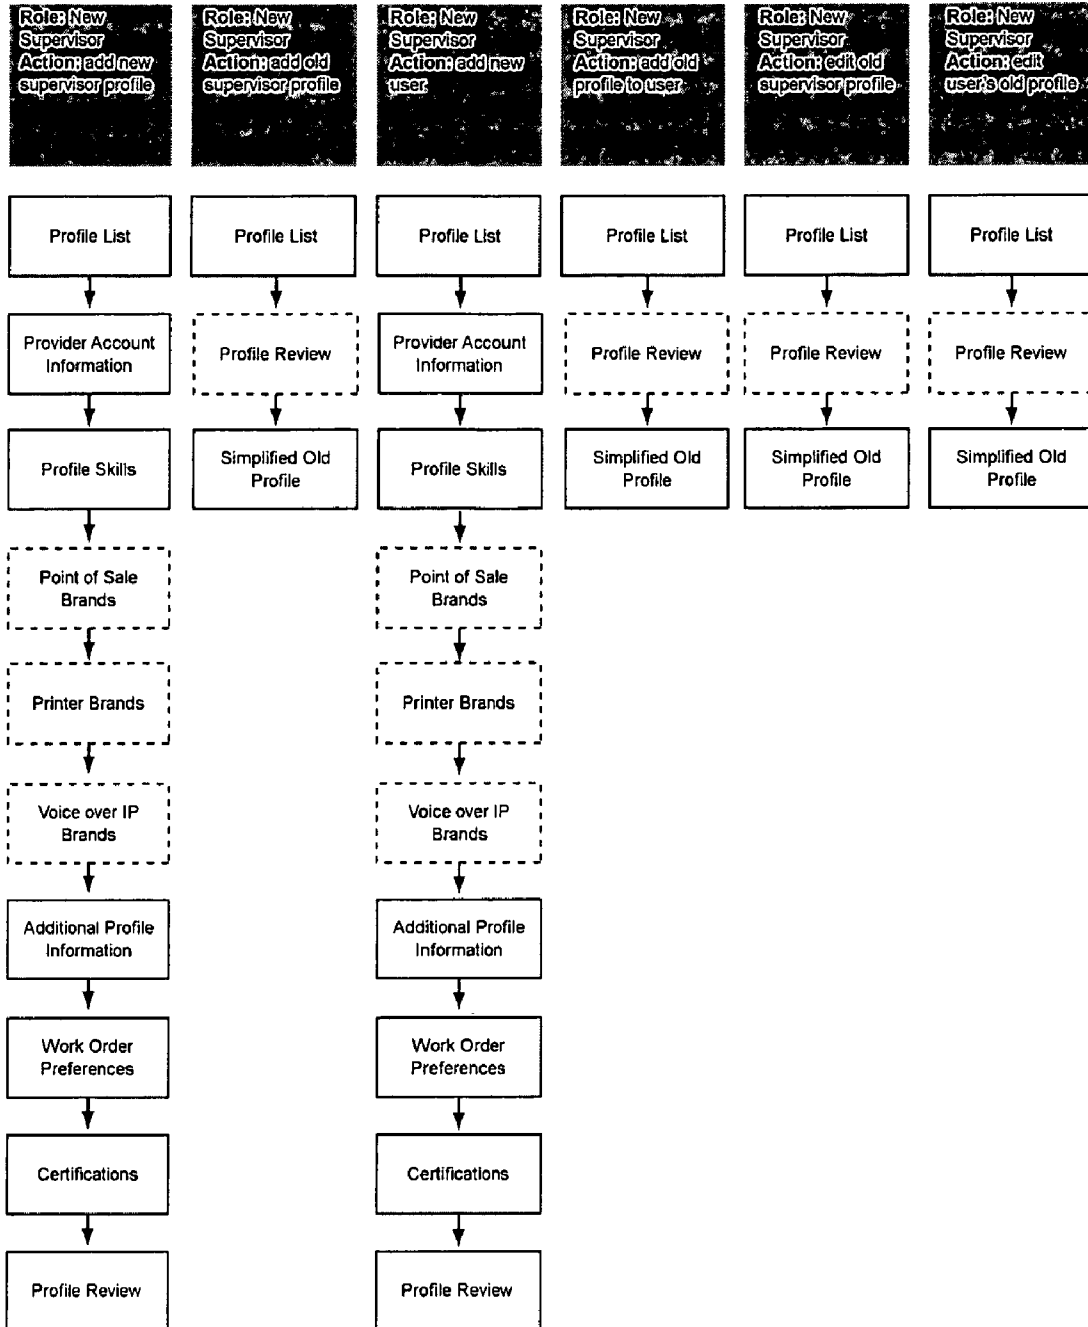 Role: New
Supervisor
Action: add new
supervisor profile
Role: New
Supervisor
Action: add old
supervisor profile
Role: New
Supervisor
Action: add new
user
Role: New
Supervisor
Action: add old
profile to user
Role: New
Supervisor
Action: edit old
supervisor profile
Role: New
Supervisor
Action: edit
user's old profile
Profile List
Profile List
Profile List
Profile List
Profile List
Profile List
Provider Account
Information
Profile Review
Provider Account
Information
Profile Review
Profile Review
Profile Review
Profile Skills
Simplified Old
Profile
Profile Skills
Simplified Old
Profile
Simplified Old
Profile
Simplified Old
Profile
Point of Sale
Brands
Point of Sale
Brands
Printer Brands
Printer Brands
Voice over IP
Brands
Voice over IP
Brands
Additional Profile
Information
Additional Profile
Information
Work Order
Preferences
Work Order
Preferences
Certifications
Certifications
Profile Review
Profile Review